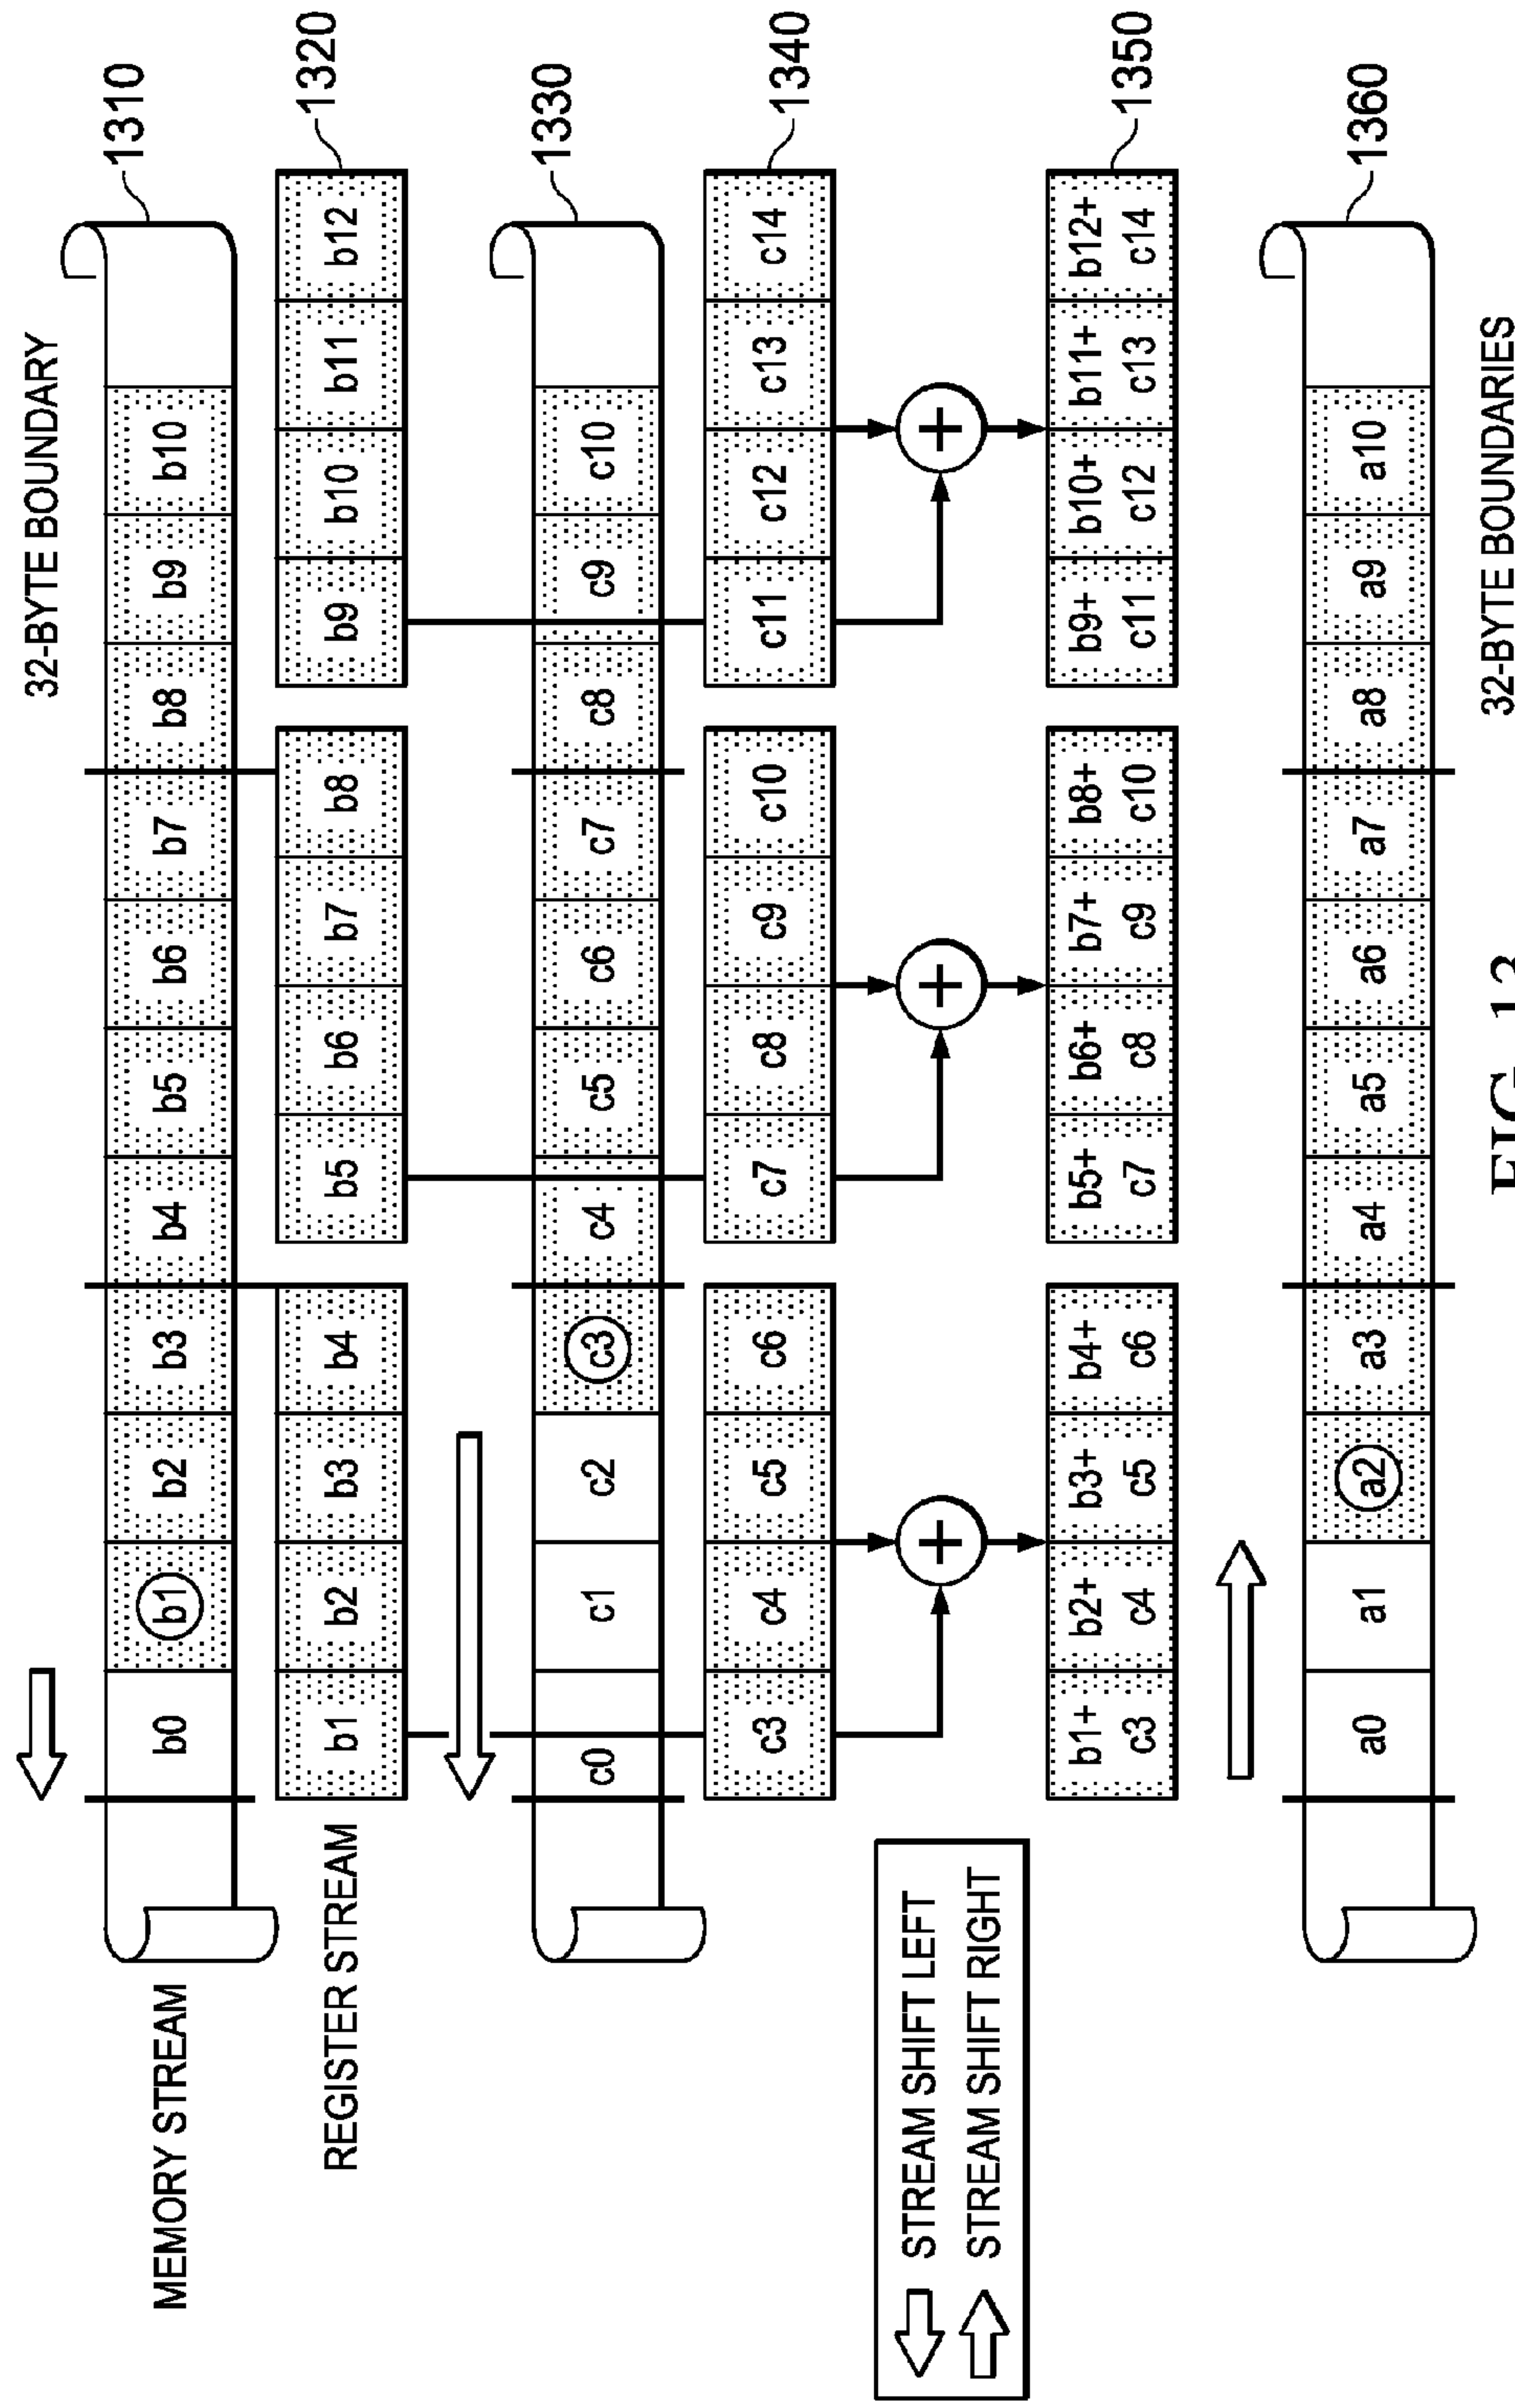 32-BYTE BOUNDARY
1310
MEMORY STREAM
b0 b1 b2 b3 b4 b5 b6 b7 b8 b9 b10
1320
REGISTER STREAM
b1 b2 b3 b4 b5 b6 b7 b8 b9 b10 b11 b12
1330
c0 c1 c2 c3 c4 c5 c6 c7 c8 c9 c10
1340
c3 c4 c5 c6 c7 c8 c9 c10 c11 c12 c13 c14
+ + +
STREAM SHIFT LEFT
STREAM SHIFT RIGHT
1350
b1+ b2+ b3+ b4+ b5+ b6+ b7+ b8+ b9+ b10+ b11+ b12+
c3 c4 c5 c6 c7 c8 c9 c10 c11 c12 c13 c14
1360
a0 a1 a2 a3 a4 a5 a6 a7 a8 a9 a10
32-BYTE BOUNDARIES
FIG. 13